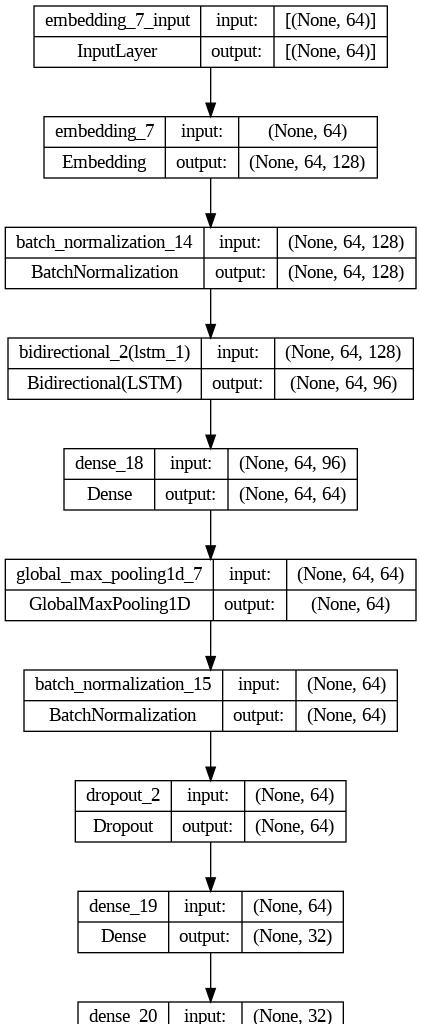 embedding_7_input input: [(None, 64)]
InputLayer output: [(None, 64)]
embedding_7 input: (None, 64)
Embedding output: (None, 64, 128)
batch_normalization_14 input: (None, 64, 128)
BatchNormalization output: (None, 64, 128)
bidirectional_2(lstm_1) input: (None, 64, 128)
Bidirectional(LSTM) output: (None, 64, 96)
dense_18 input: (None, 64, 96)
Dense output: (None, 64, 64)
global_max_pooling1d_7 input: (None, 64, 64)
GlobalMaxPooling1D output: (None, 64)
batch_normalization_15 input: (None, 64)
BatchNormalization output: (None, 64)
dropout_2 input: (None, 64)
Dropout output: (None, 64)
dense_19 input: (None, 64)
Dense output: (None, 32)
dense_20 input: (None, 32)